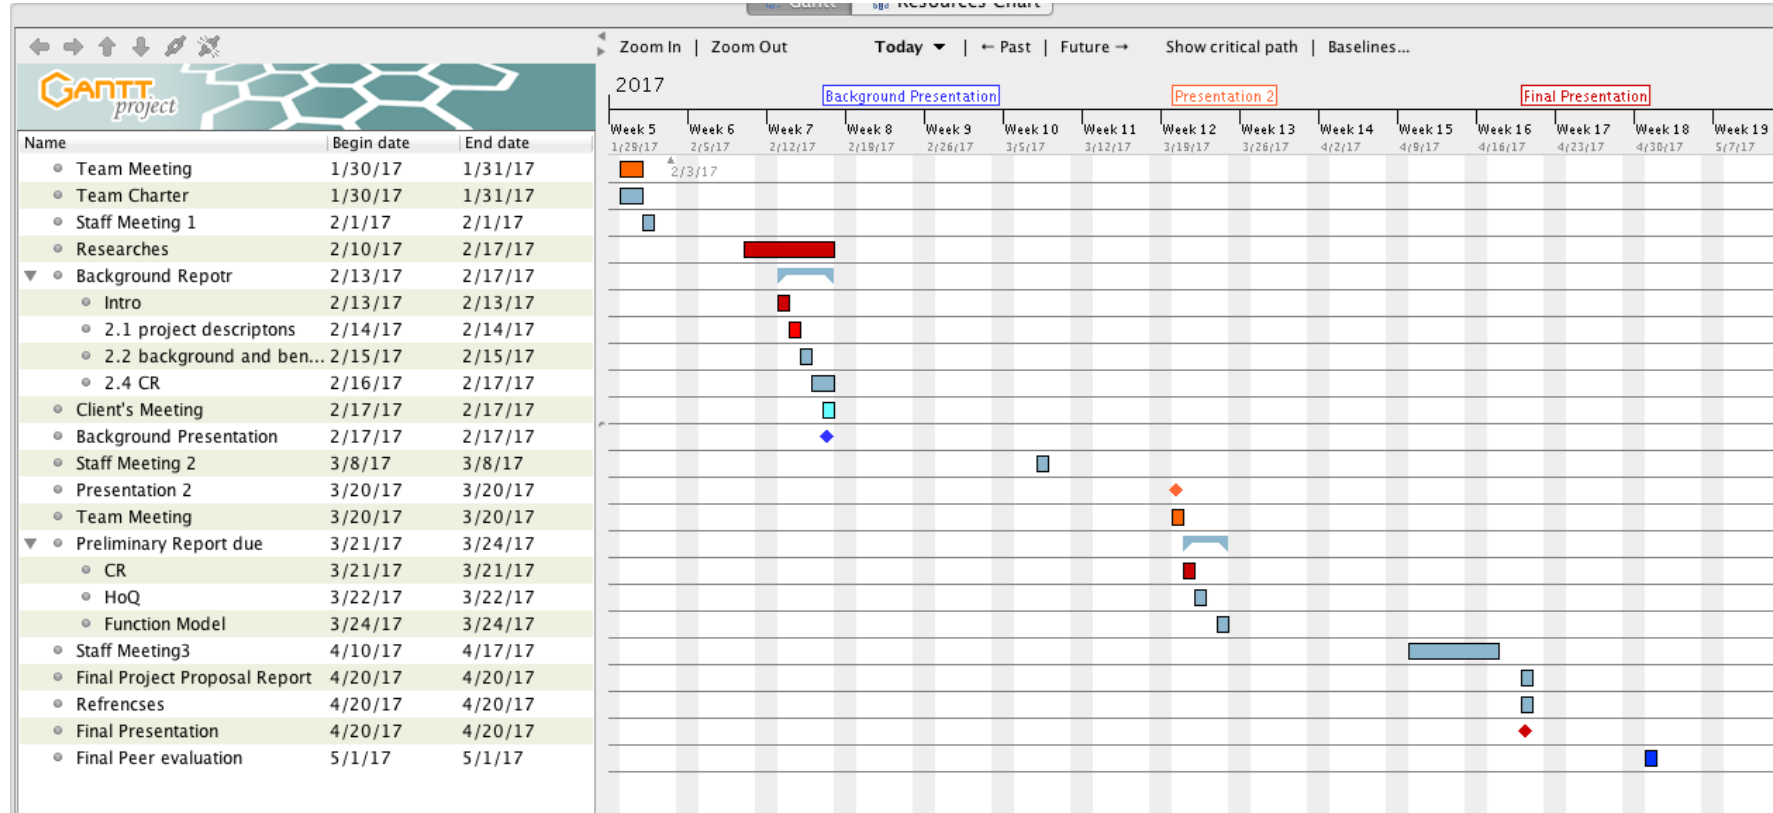 Gantt Resources Chart
Zoom In | Zoom Out Today ▼ | ← Past | Future → Show critical path | Baselines...
GANTT project
2017
Background Presentation Presentation 2 Final Presentation
Week 5 Week 6 Week 7 Week 8 Week 9 Week 10 Week 11 Week 12 Week 13 Week 14 Week 15 Week 16 Week 17 Week 18 Week 19
1/29/17 2/5/17 2/12/17 2/19/17 2/26/17 3/5/17 3/12/17 3/19/17 3/26/17 4/2/17 4/9/17 4/16/17 4/23/17 4/30/17 5/7/17
Name Begin date End date
Team Meeting 1/30/17 1/31/17
2/3/17
Team Charter 1/30/17 1/31/17
Staff Meeting 1 2/1/17 2/1/17
Researches 2/10/17 2/17/17
Background Repotr 2/13/17 2/17/17
Intro 2/13/17 2/13/17
2.1 project descriptons 2/14/17 2/14/17
2.2 background and ben... 2/15/17 2/15/17
2.4 CR 2/16/17 2/17/17
Client's Meeting 2/17/17 2/17/17
Background Presentation 2/17/17 2/17/17
Staff Meeting 2 3/8/17 3/8/17
Presentation 2 3/20/17 3/20/17
Team Meeting 3/20/17 3/20/17
Preliminary Report due 3/21/17 3/24/17
CR 3/21/17 3/21/17
HoQ 3/22/17 3/22/17
Function Model 3/24/17 3/24/17
Staff Meeting3 4/10/17 4/17/17
Final Project Proposal Report 4/20/17 4/20/17
Refrencses 4/20/17 4/20/17
Final Presentation 4/20/17 4/20/17
Final Peer evaluation 5/1/17 5/1/17